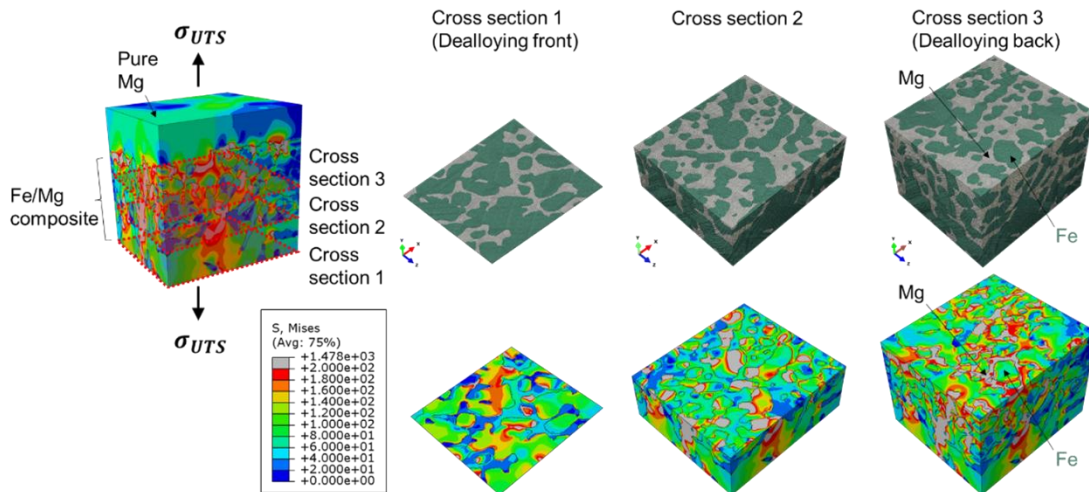 σ_UTS
Pure
Mg
Fe/Mg
composite
Cross
section 3
Cross
section 2
Cross
section 1
σ_UTS
S, Mises
(Avg: 75%)
+1.478e+03
+2.000e+02
+1.800e+02
+1.600e+02
+1.400e+02
+1.200e+02
+1.000e+02
+8.000e+01
+6.000e+01
+4.000e+01
+2.000e+01
+0.000e+00
Cross section 1
(Dealloying front)
Cross section 2
Cross section 3
(Dealloying back)
Mg
Fe
Y
X
Z
Y
X
Z
Y
X
Z
Mg
Fe